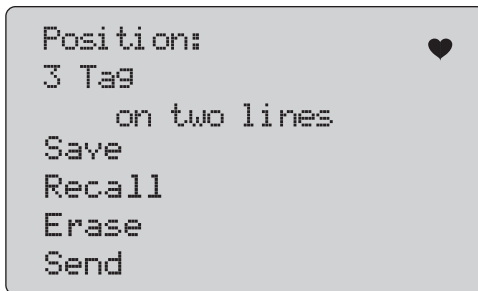 Position:
3 Tag
on two lines
Save
Recall
Erase
Send